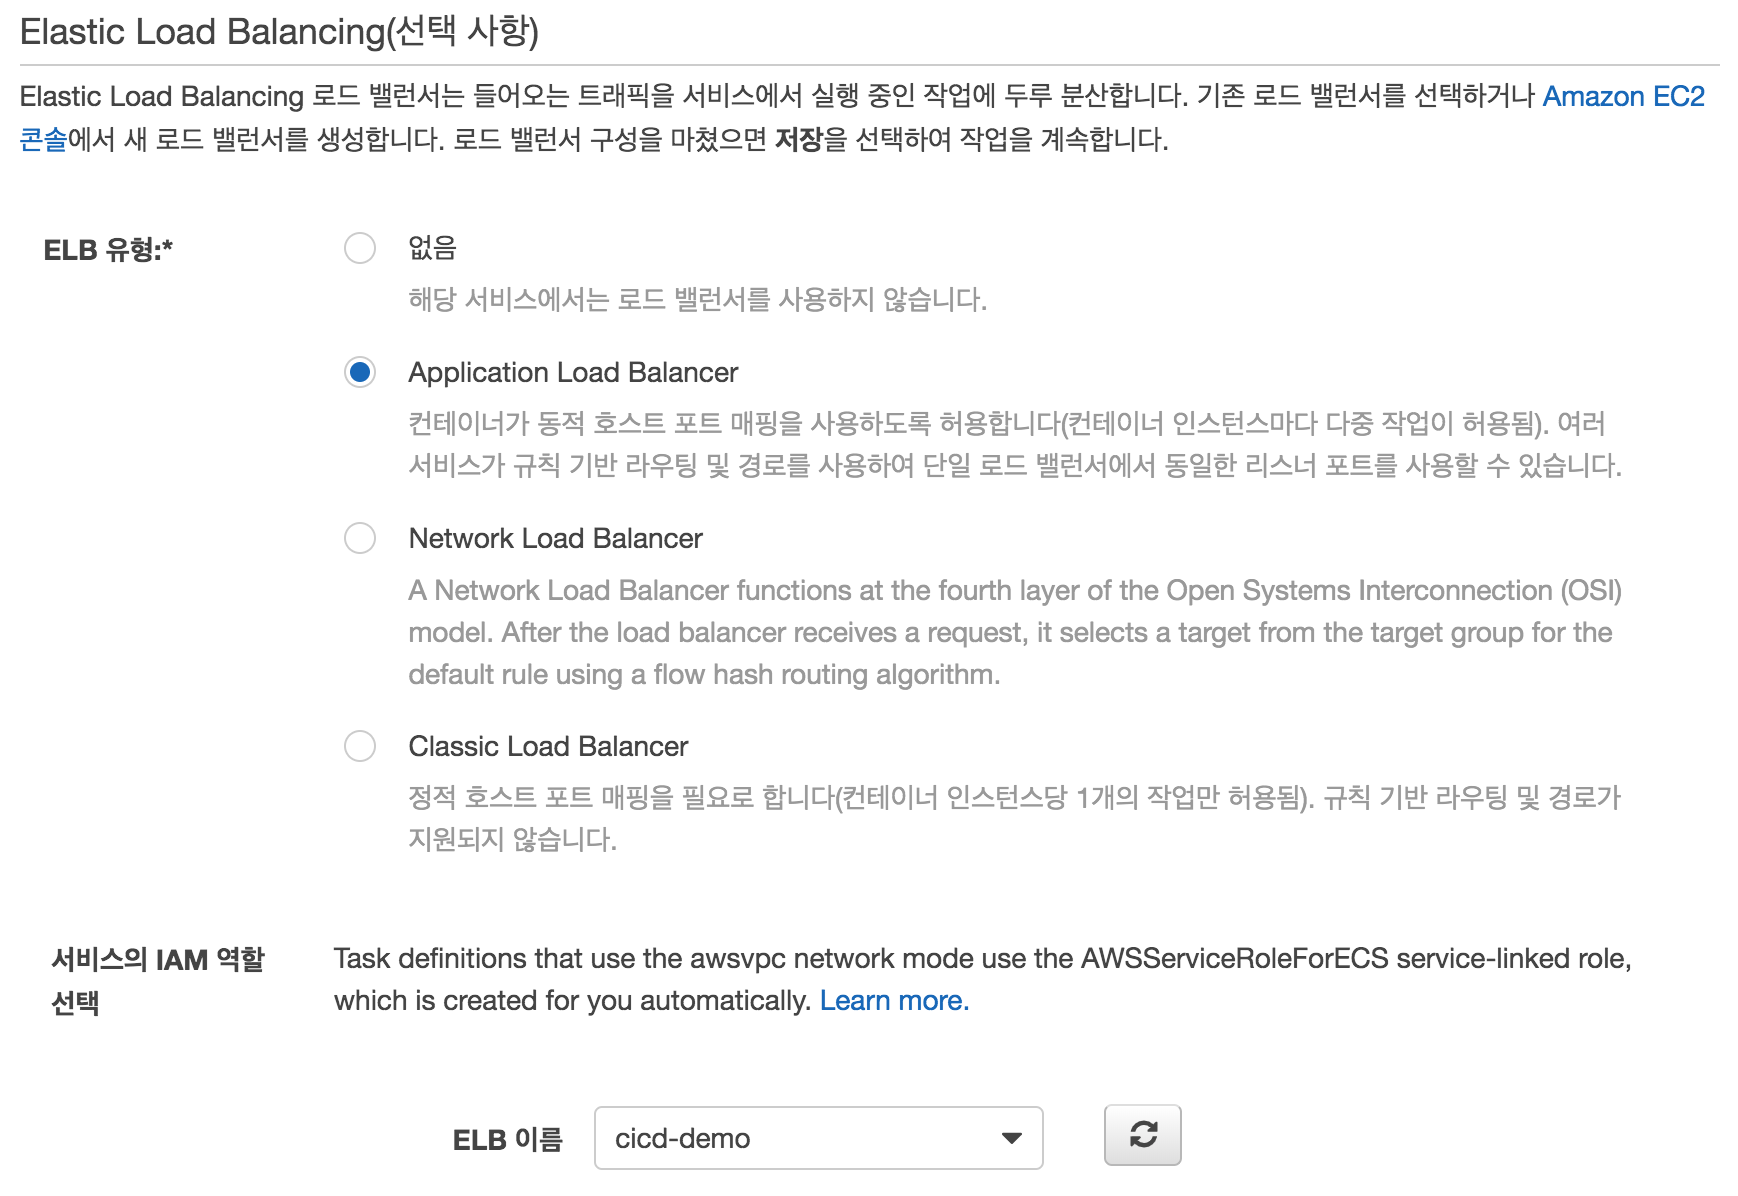 Elastic Load Balancing(선택 사항)
Elastic Load Balancing 로드 밸런서는 들어오는 트래픽을 서비스에서 실행 중인 작업에 두루 분산합니다. 기존 로드 밸런서를 선택하거나 Amazon EC2
콘솔에서 새 로드 밸런서를 생성합니다. 로드 밸런서 구성을 마쳤으면 저장을 선택하여 작업을 계속합니다.
ELB 유형:*
없음
해당 서비스에서는 로드 밸런서를 사용하지 않습니다.
Application Load Balancer
컨테이너가 동적 호스트 포트 매핑을 사용하도록 허용합니다(컨테이너 인스턴스마다 다중 작업이 허용됨). 여러
서비스가 규칙 기반 라우팅 및 경로를 사용하여 단일 로드 밸런서에서 동일한 리스너 포트를 사용할 수 있습니다.
Network Load Balancer
A Network Load Balancer functions at the fourth layer of the Open Systems Interconnection (OSI)
model. After the load balancer receives a request, it selects a target from the target group for the
default rule using a flow hash routing algorithm.
Classic Load Balancer
정적 호스트 포트 매핑을 필요로 합니다(컨테이너 인스턴스당 1개의 작업만 허용됨). 규칙 기반 라우팅 및 경로가
지원되지 않습니다.
서비스의 IAM 역할
선택
Task definitions that use the awsvpc network mode use the AWSServiceRoleForECS service-linked role,
which is created for you automatically. Learn more.
ELB 이름
cicd-demo